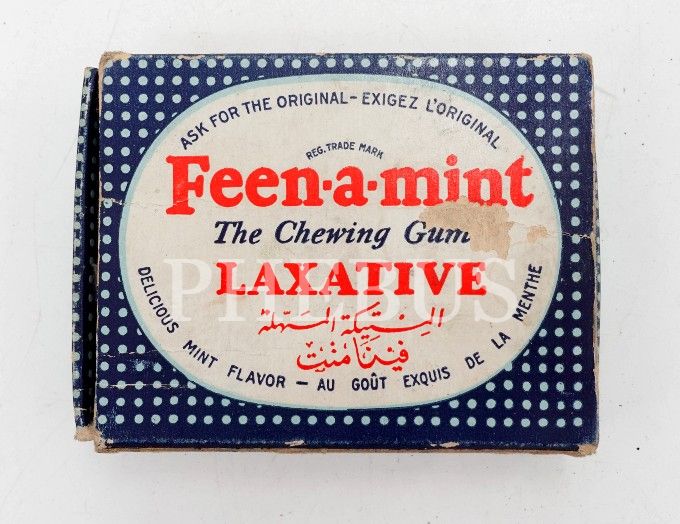 ASK FOR THE ORIGINAL - EXIGEZ L'ORIGINAL
REG. TRADE MARK
Feen-a-mint
The Chewing Gum
LAXATIVE
PHEBUS
المستيكة المسهلة
فينامنت
DELICIOUS MINT FLAVOR - AU GOÛT EXQUIS DE LA MENTHE